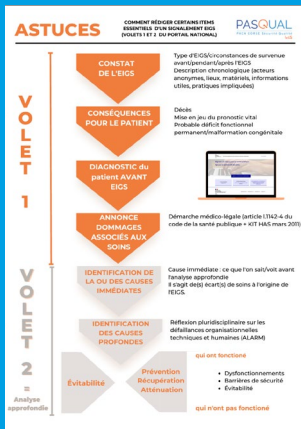 ASTUCES
COMMENT RÉDIGER CERTAINS ITEMS
ESSENTIELS D'UN SIGNALEMENT EIGS
(VOLETS 1 ET 2 DU PORTAIL NATIONAL)
PASQUAL
VOLET 1
CONSTAT
DE L'EIGS
Type d'EIGS/circonstances de survenue
avant/pendant/après l'EIGS
Description chronologique (acteurs
anonymes, lieux, matériels, informations
utiles, pratiques impliquées)
CONSÉQUENCES
POUR LE PATIENT
Décès
Mise en jeu du pronostic vital
Probable déficit fonctionnel
permanent/malformation congénitale
DIAGNOSTIC du
patient AVANT
EIGS
ANNONCE
DOMMAGES
ASSOCIÉS AUX
SOINS
Démarche médico-légale (article L1142-4 du
code de la santé publique + KIT HAS mars 2011)
VOLET 2
=
Analyse
approfondie
IDENTIFICATION DE
LA OU DES CAUSES
IMMÉDIATES
Cause immédiate : ce que l'on sait/voit avant
l'analyse approfondie
Il s'agit de(s) écart(s) de soins à l'origine de
l'EIGS.
IDENTIFICATION
DES CAUSES
PROFONDES
Réflexion pluridisciplinaire sur les
défaillances organisationnelles
techniques et humaines (ALARM)
Évitabilité
Prévention
Récupération
Atténuation
qui ont fonctioné
Dysfonctionements
Barrières de sécurité
Évitabilité
qui n'ont pas fonctioné